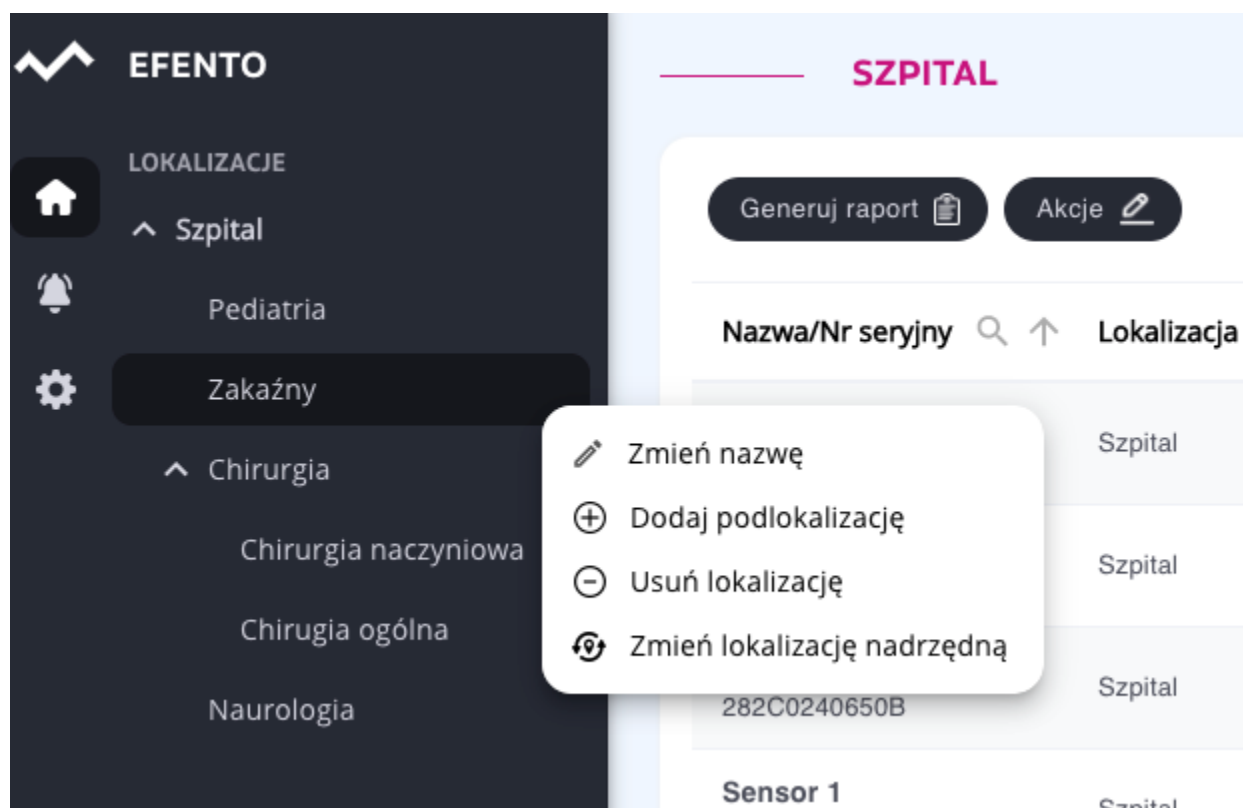 EFENTO
LOKALIZACJE
Szpital
Pediatria
Zakaźny
Chirurgia
Chirurgia naczyniowa
Chirugia ogólna
Naurologia
Zmień nazwę
Dodaj podlokalizację
Usuń lokalizację
Zmień lokalizację nadrzędną
SZPITAL
Generuj raport Akcje
Nazwa/Nr seryjny Lokalizacja
Szpital
Szpital
282C0240650B Szpital
Sensor 1 Szpital